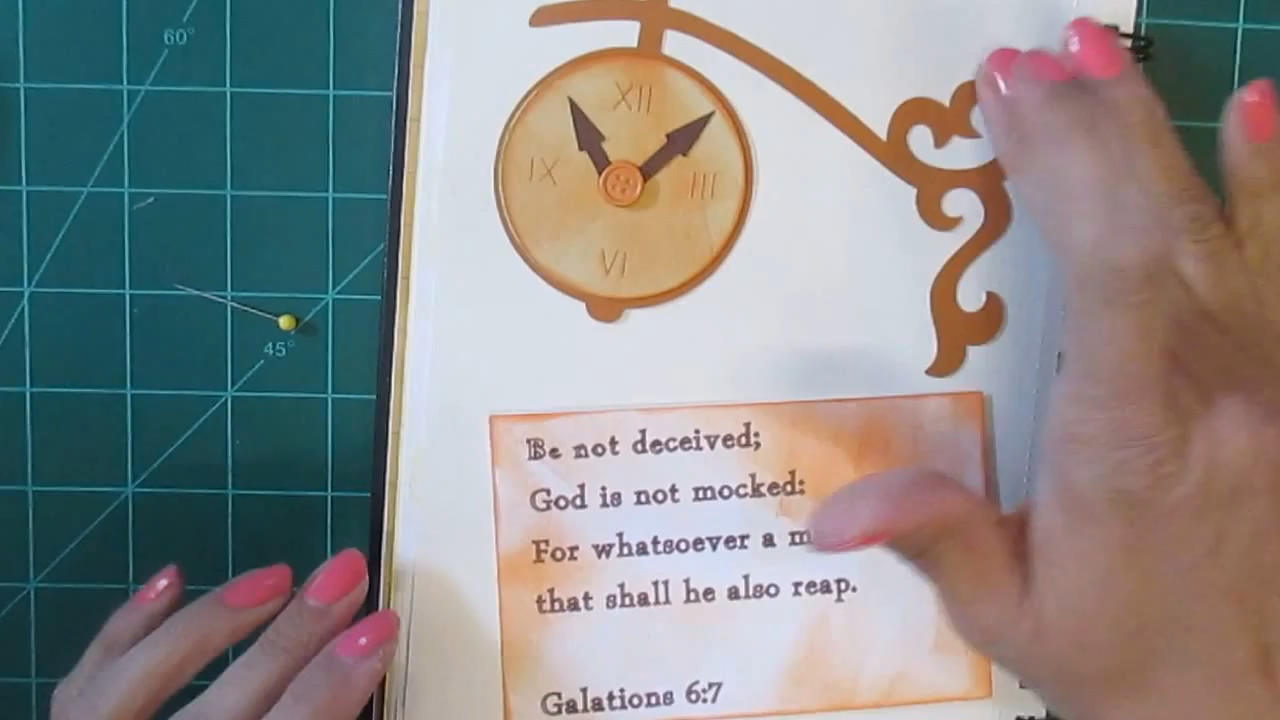 60°
XII
IX III
VI
45°
Be not deceived;
God is not mocked:
For whatsoever a
that shall he also reap.
Galations 6:7